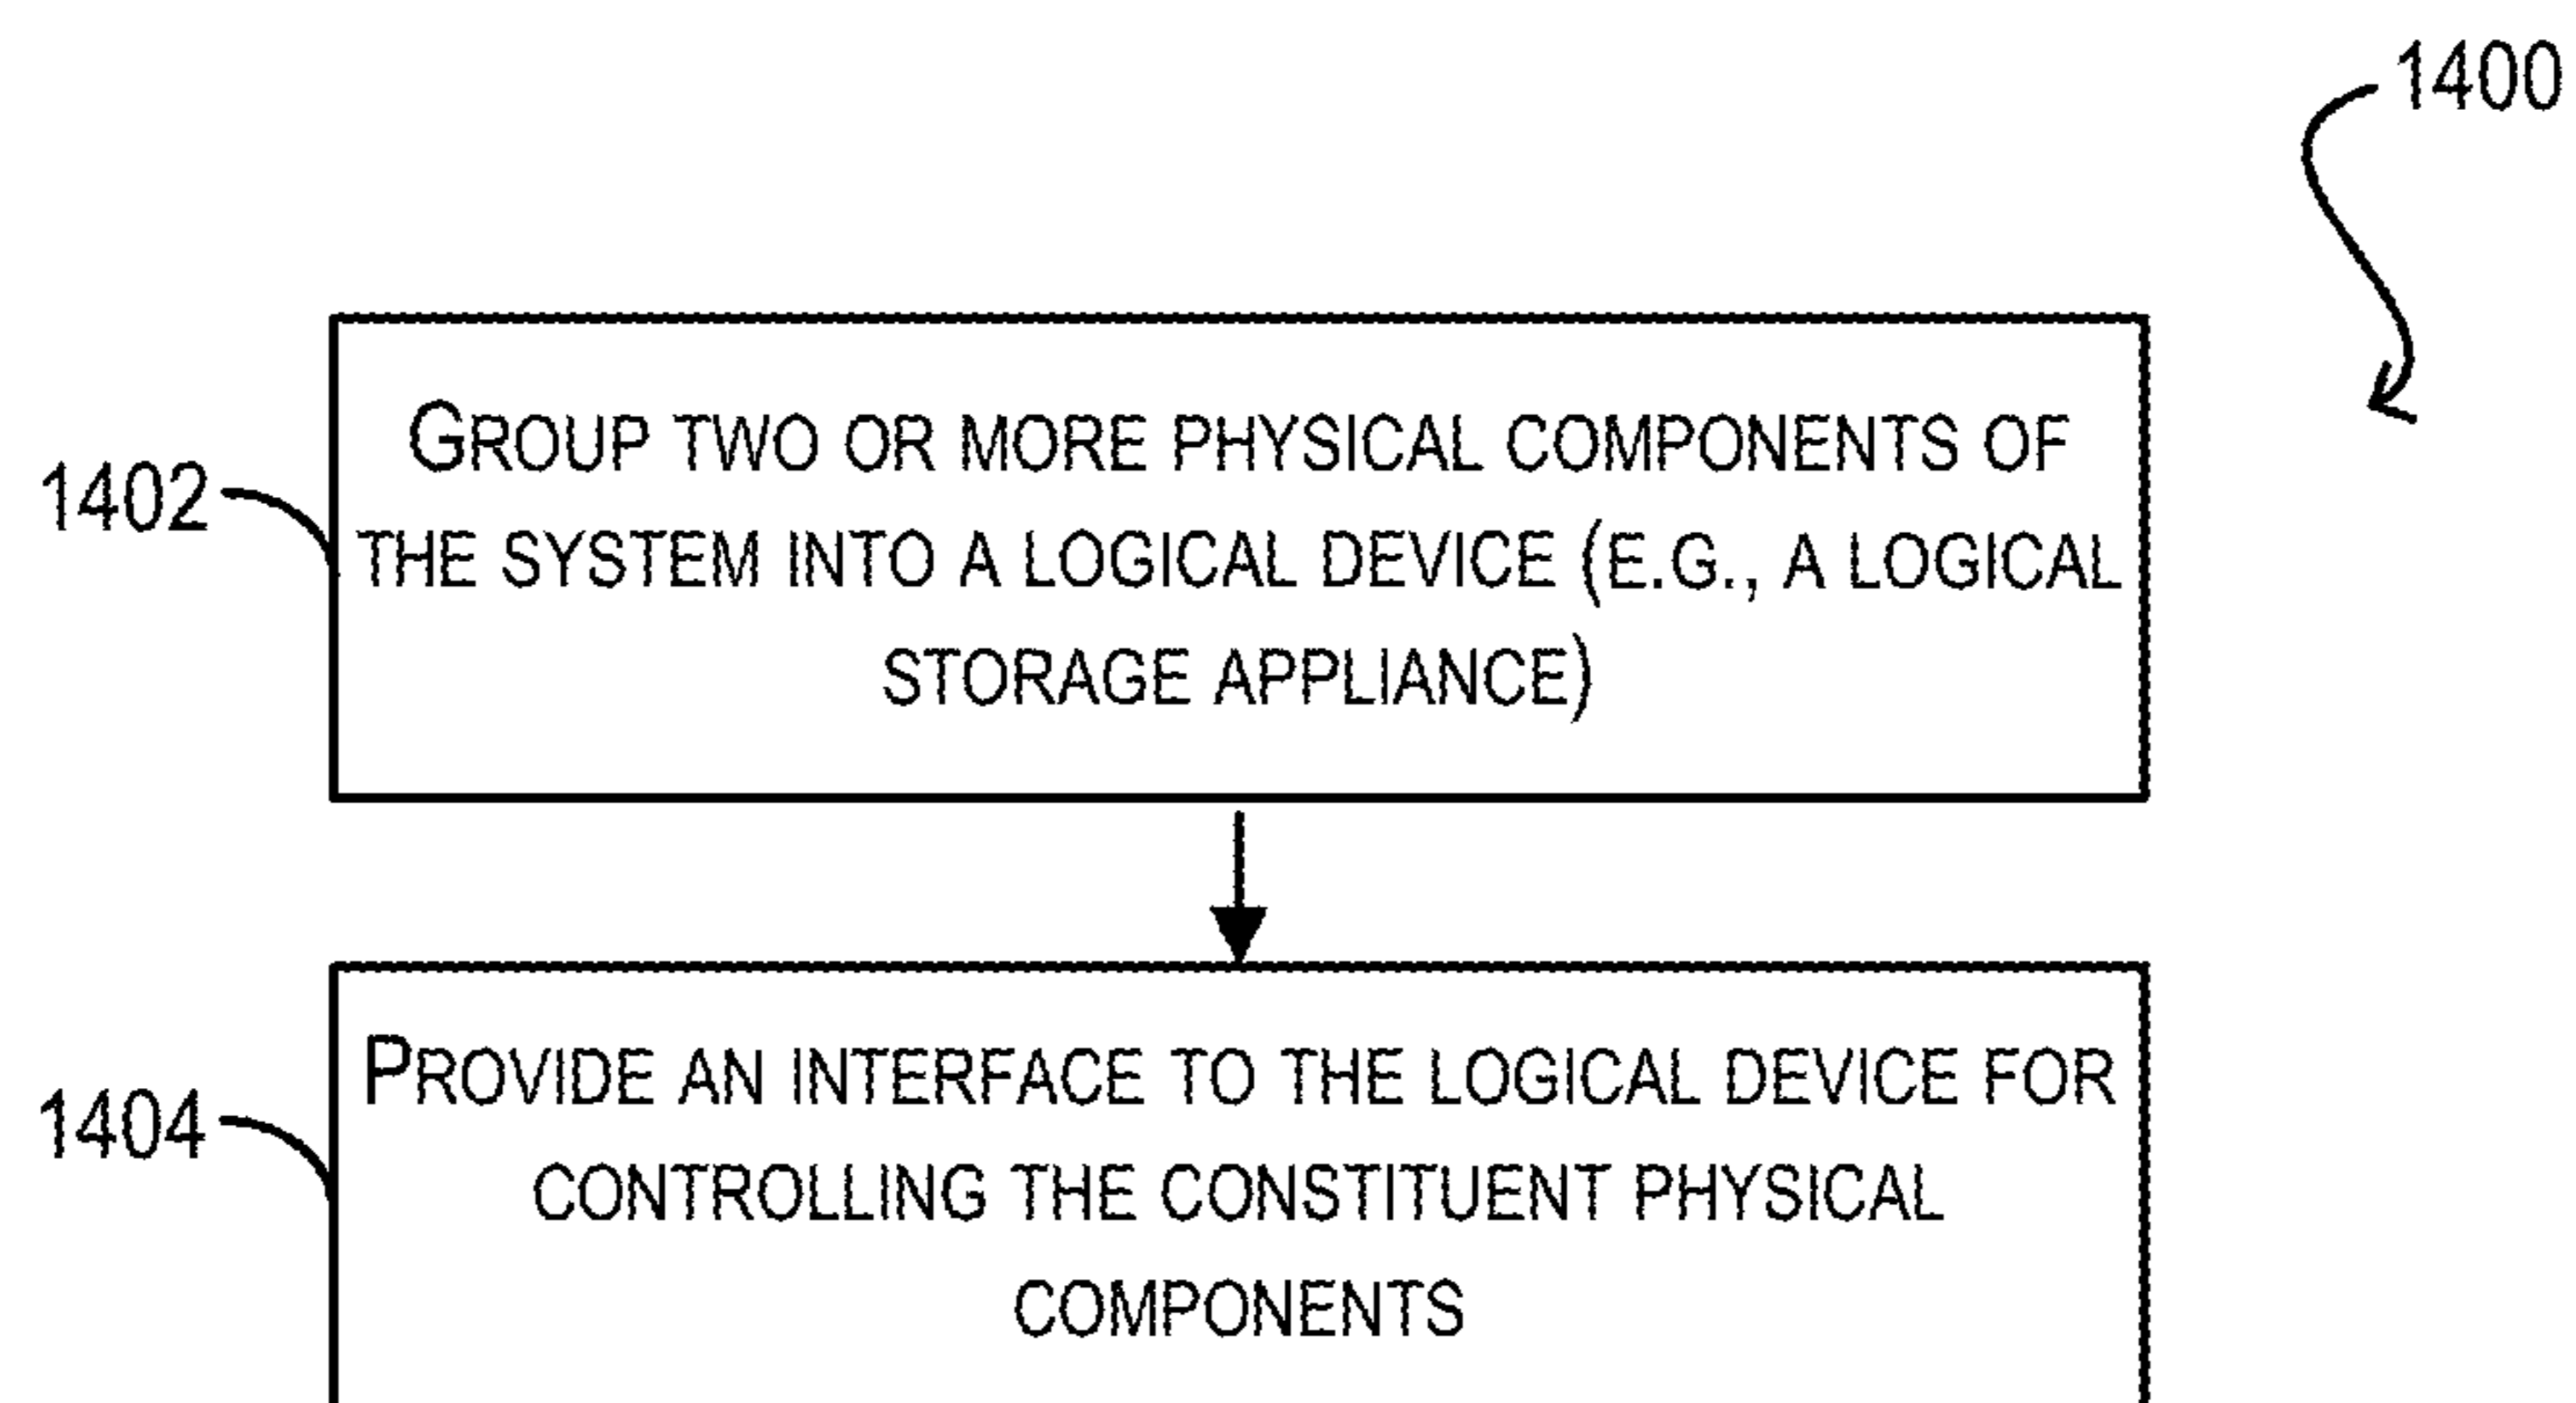 1400
1402
GROUP TWO OR MORE PHYSICAL COMPONENTS OF
THE SYSTEM INTO A LOGICAL DEVICE (E.G., A LOGICAL
STORAGE APPLIANCE)
1404
PROVIDE AN INTERFACE TO THE LOGICAL DEVICE FOR
CONTROLLING THE CONSTITUENT PHYSICAL
COMPONENTS